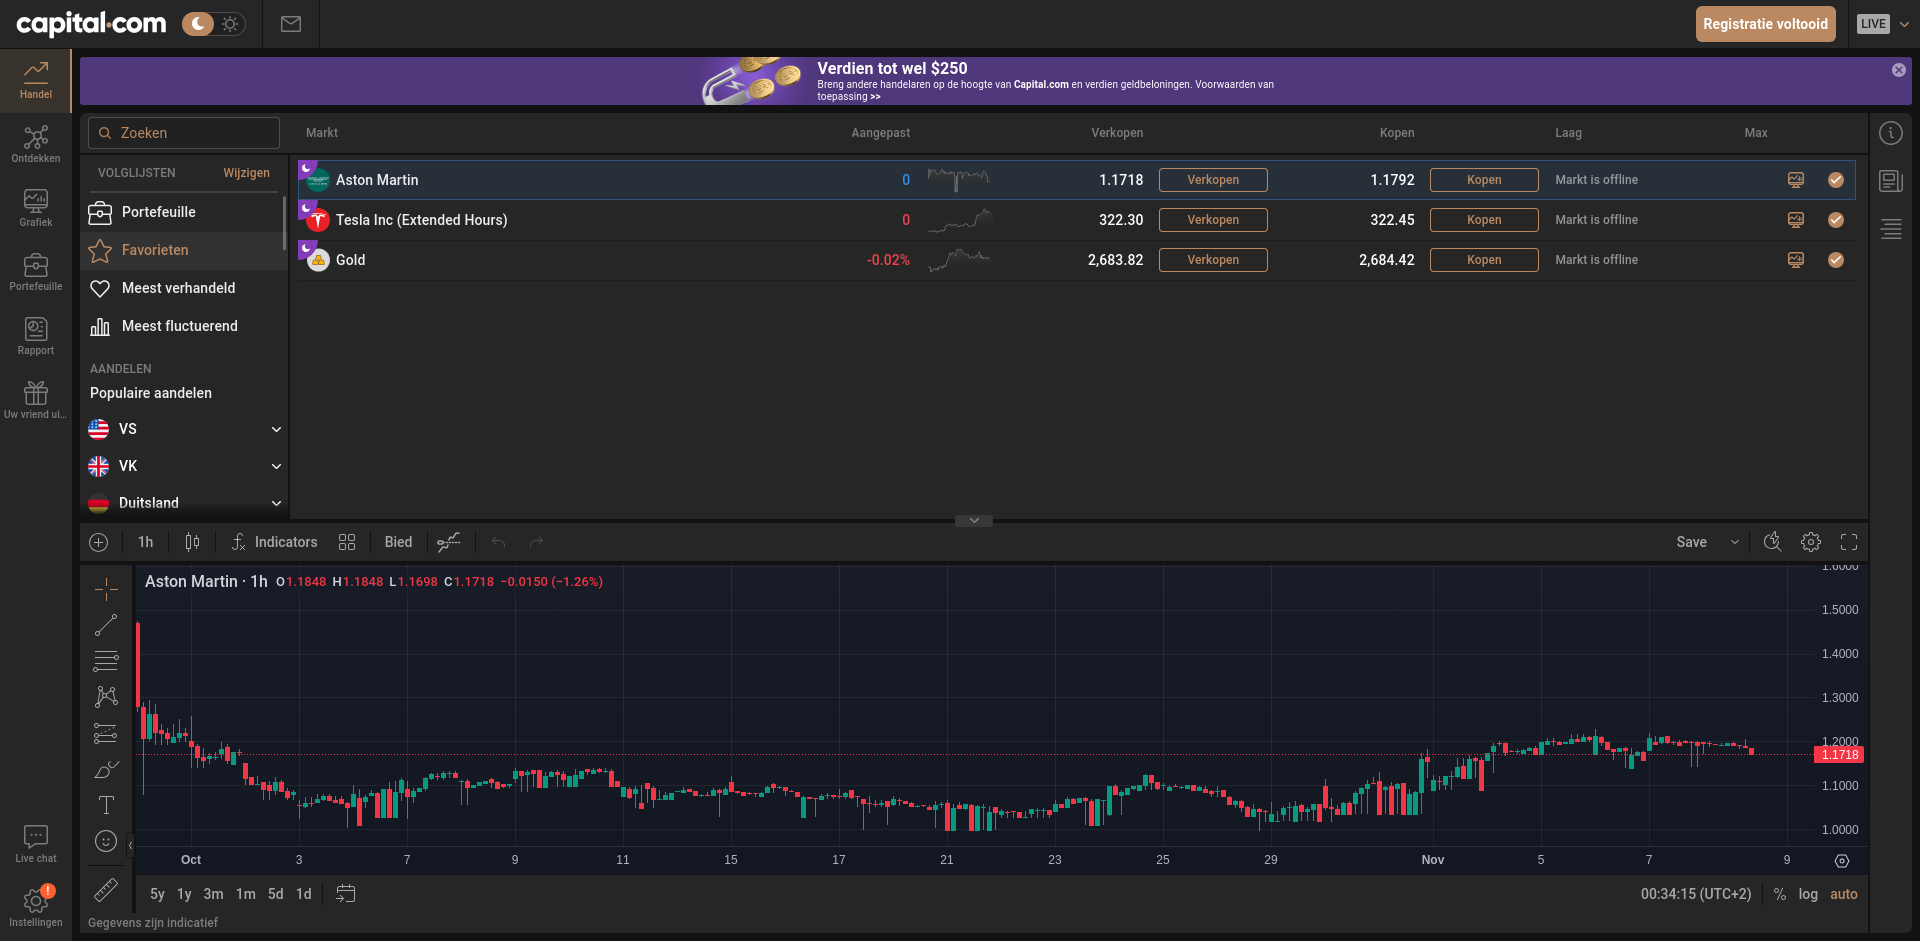 capital.com
Registratie voltooid
LIVE
Handel
Ontdekken
Grafiek
Portefeuille
Rapport
Uw vriend ui...
Live chat
!
Instellingen
Verdien tot wel $250
Breng andere handelaren op de hoogte van Capital.com en verdien geldbeloningen. Voorwaarden van
toepassing >>
Zoeken
VOLGLIJSTEN Wijzigen
Portefeuille
Favorieten
Meest verhandeld
Meest fluctuerend
AANDELEN
Populaire aandelen
VS
VK
Duitsland
Markt Aangepast Verkopen Kopen Laag Max
Aston Martin 0 1.1718 Verkopen 1.1792 Kopen Markt is offline
Tesla Inc (Extended Hours) 0 322.30 Verkopen 322.45 Kopen Markt is offline
Gold -0.02% 2,683.82 Verkopen 2,684.42 Kopen Markt is offline
1h Indicators Bied Save
Aston Martin · 1h O1.1848 H1.1848 L1.1698 C1.1718 −0.0150 (−1.26%)
1.6000
1.5000
1.4000
1.3000
1.2000
1.1718
1.1000
1.0000
Oct 3 7 9 11 15 17 21 23 25 29 Nov 5 7 9
5y 1y 3m 1m 5d 1d 00:34:15 (UTC+2) % log auto
Gegevens zijn indicatief